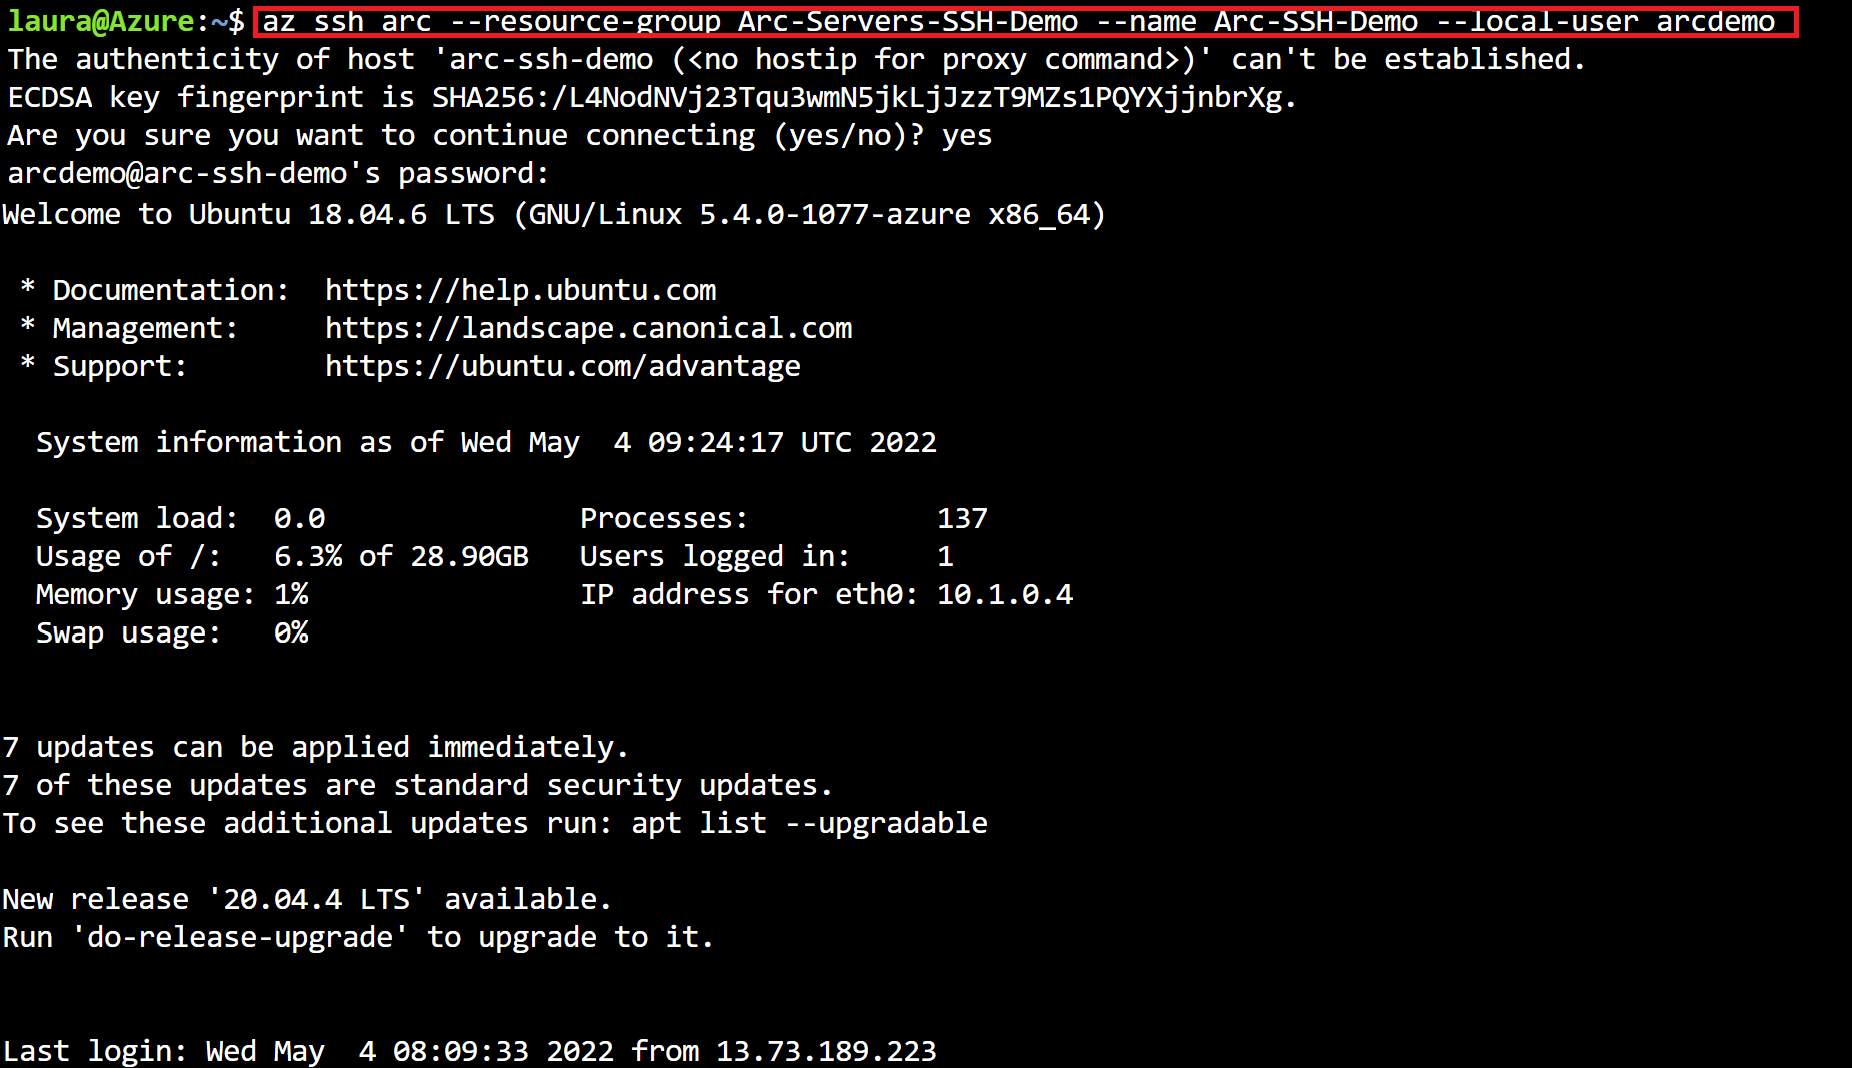 laura@Azure:~$ az ssh arc --resource-group Arc-Servers-SSH-Demo --name Arc-SSH-Demo --local-user arcdemo
The authenticity of host 'arc-ssh-demo (<no hostip for proxy command>)' can't be established.
ECDSA key fingerprint is SHA256:/L4NodNVj23Tqu3wmN5jkLjJzzT9MZs1PQYXjjnbrXg.
Are you sure you want to continue connecting (yes/no)? yes
arcdemo@arc-ssh-demo's password:
Welcome to Ubuntu 18.04.6 LTS (GNU/Linux 5.4.0-1077-azure x86_64)
* Documentation:  https://help.ubuntu.com
* Management:     https://landscape.canonical.com
* Support:        https://ubuntu.com/advantage
System information as of Wed May  4 09:24:17 UTC 2022
System load:  0.0               Processes:           137
Usage of /:   6.3% of 28.90GB   Users logged in:     1
Memory usage: 1%                IP address for eth0: 10.1.0.4
Swap usage:   0%
7 updates can be applied immediately.
7 of these updates are standard security updates.
To see these additional updates run: apt list --upgradable
New release '20.04.4 LTS' available.
Run 'do-release-upgrade' to upgrade to it.
Last login: Wed May  4 08:09:33 2022 from 13.73.189.223